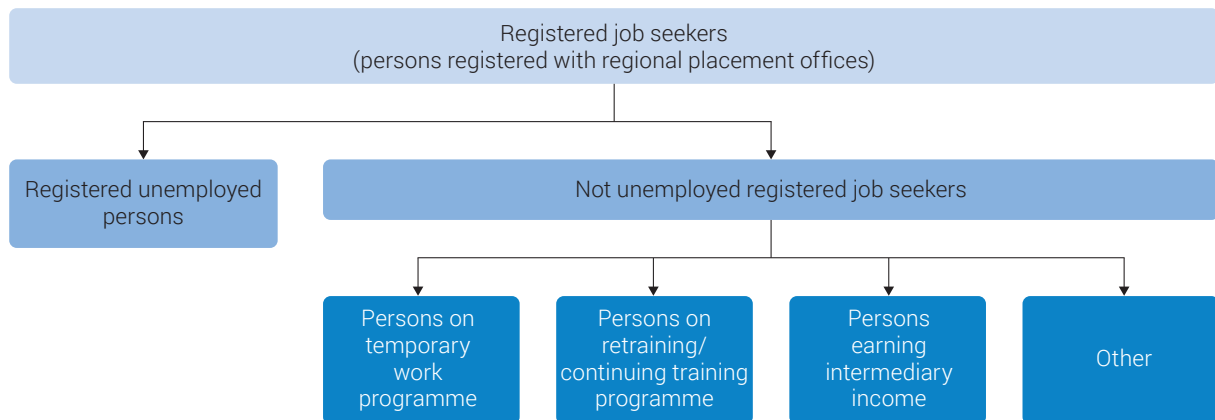 Registered job seekers
(persons registered with regional placement offices)
Registered unemployed
persons
Not unemployed registered job seekers
Persons on
temporary
work
programme
Persons on
retraining/
continuing training
programme
Persons
earning
intermediary
income
Other